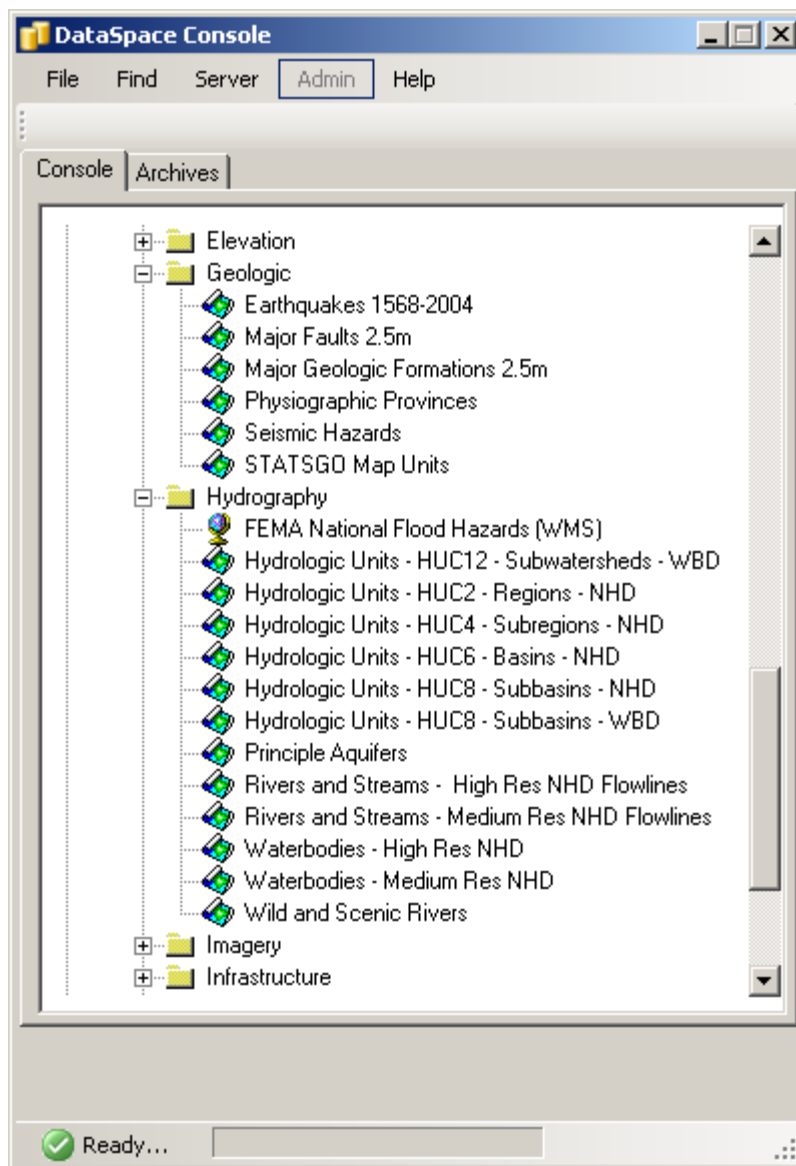 DataSpace Console
File Find Server Admin Help
Console Archives
Elevation
Geologic
Earthquakes 1568-2004
Major Faults 2.5m
Major Geologic Formations 2.5m
Physiographic Provinces
Seismic Hazards
STATSGO Map Units
Hydrography
FEMA National Flood Hazards (WMS)
Hydrologic Units - HUC12 - Subwatersheds - WBD
Hydrologic Units - HUC2 - Regions - NHD
Hydrologic Units - HUC4 - Subregions - NHD
Hydrologic Units - HUC6 - Basins - NHD
Hydrologic Units - HUC8 - Subbasins - NHD
Hydrologic Units - HUC8 - Subbasins - WBD
Principle Aquifers
Rivers and Streams -  High Res NHD Flowlines
Rivers and Streams - Medium Res NHD Flowlines
Waterbodies - High Res NHD
Waterbodies - Medium Res NHD
Wild and Scenic Rivers
Imagery
Infrastructure
Ready...